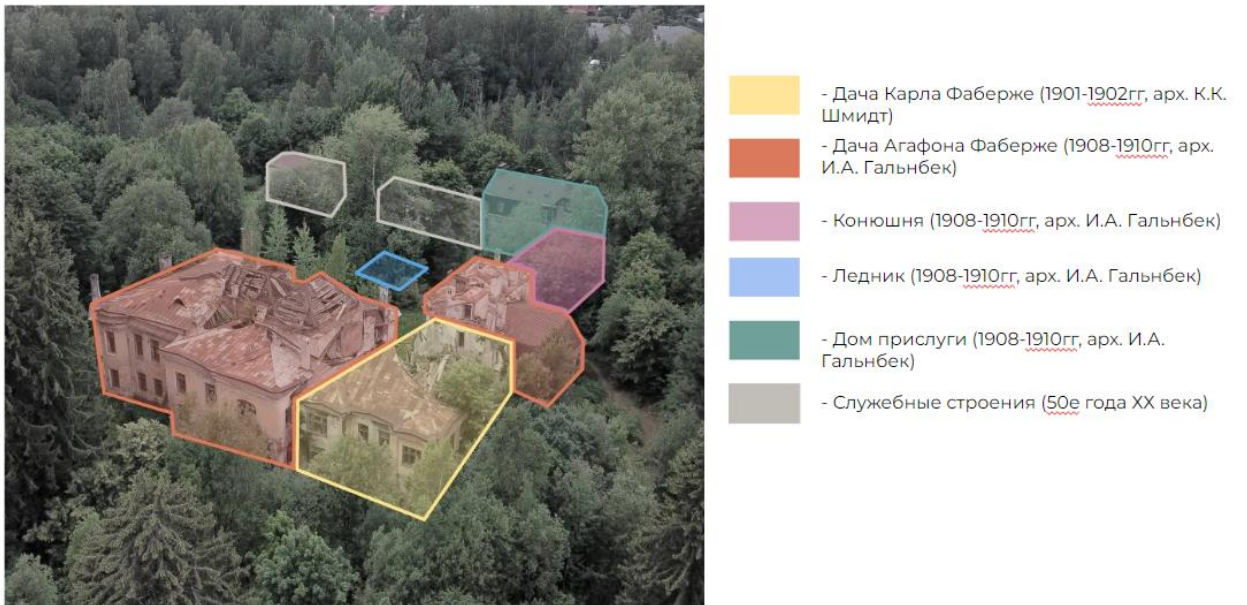 - Дача Карла Фаберже (1901-1902гг, арх. К.К.
Шмидт)
- Дача Агафона Фаберже (1908-1910гг, арх.
И.А. Гальнбек)
- Конюшня (1908-1910гг, арх. И.А. Гальнбек)
- Ледник (1908-1910гг, арх. И.А. Гальнбек)
- Дом прислуги (1908-1910гг, арх. И.А.
Гальнбек)
- Служебные строения (50е года XX века)